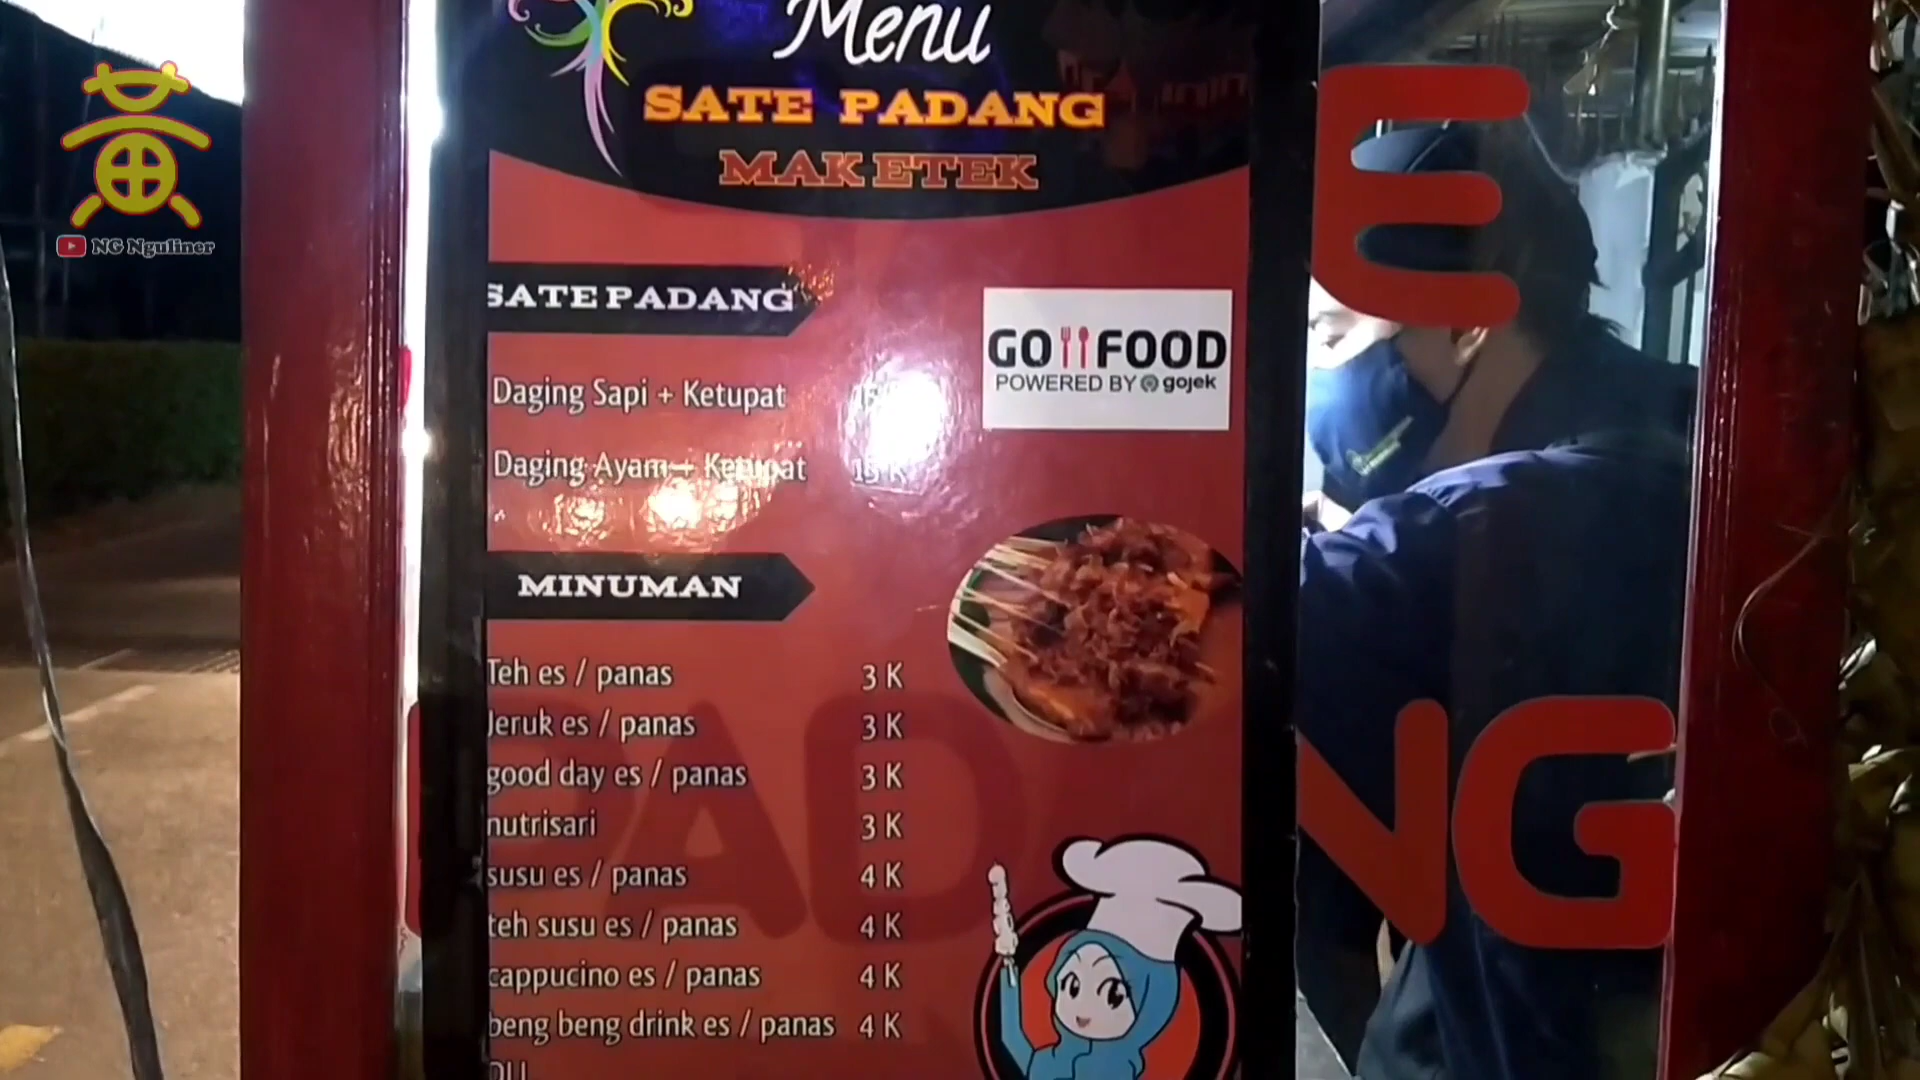 Menu
SATE PADANG
MAK ETEK
NG Nguliner
SATE PADANG
GO FOOD
POWERED BY gojek
Daging Sapi + Ketupat
Daging Ayam + Ketupat 15 K
MINUMAN
Teh es / panas 3 K
Jeruk es / panas 3 K
good day es / panas 3 K
nutrisari 3 K
susu es / panas 4 K
teh susu es / panas 4 K
cappucino es / panas 4 K
beng beng drink es / panas 4 K
E
PADANG